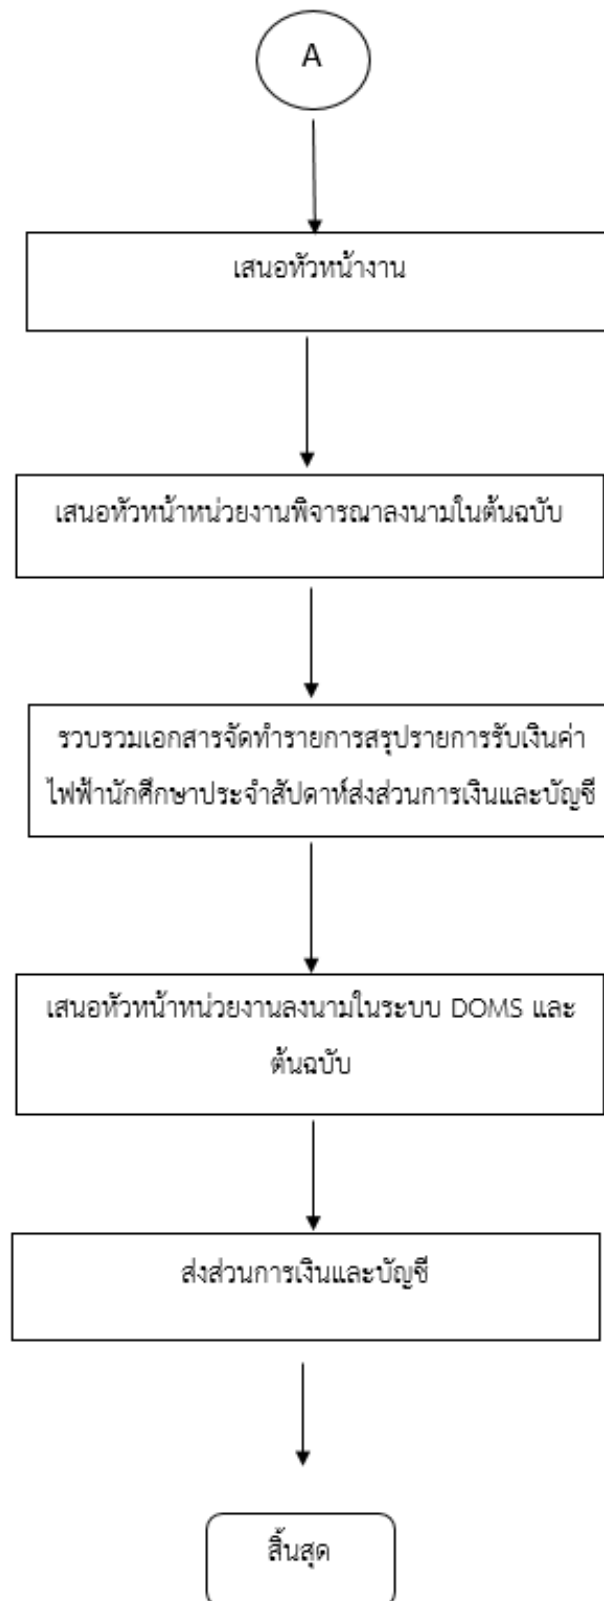 A
เสนอหัวหน้างาน
เสนอหัวหน้าหน่วยงานพิจารณาลงนามในต้นฉบับ
รวบรวมเอกสารจัดทำรายการสรุปรายการรับเงินค่า
ไฟฟ้านักศึกษาประจำสัปดาห์ส่งส่วนการเงินและบัญชี
เสนอหัวหน้าหน่วยงานลงนามในระบบ DOMS และ
ต้นฉบับ
ส่งส่วนการเงินและบัญชี
สิ้นสุด